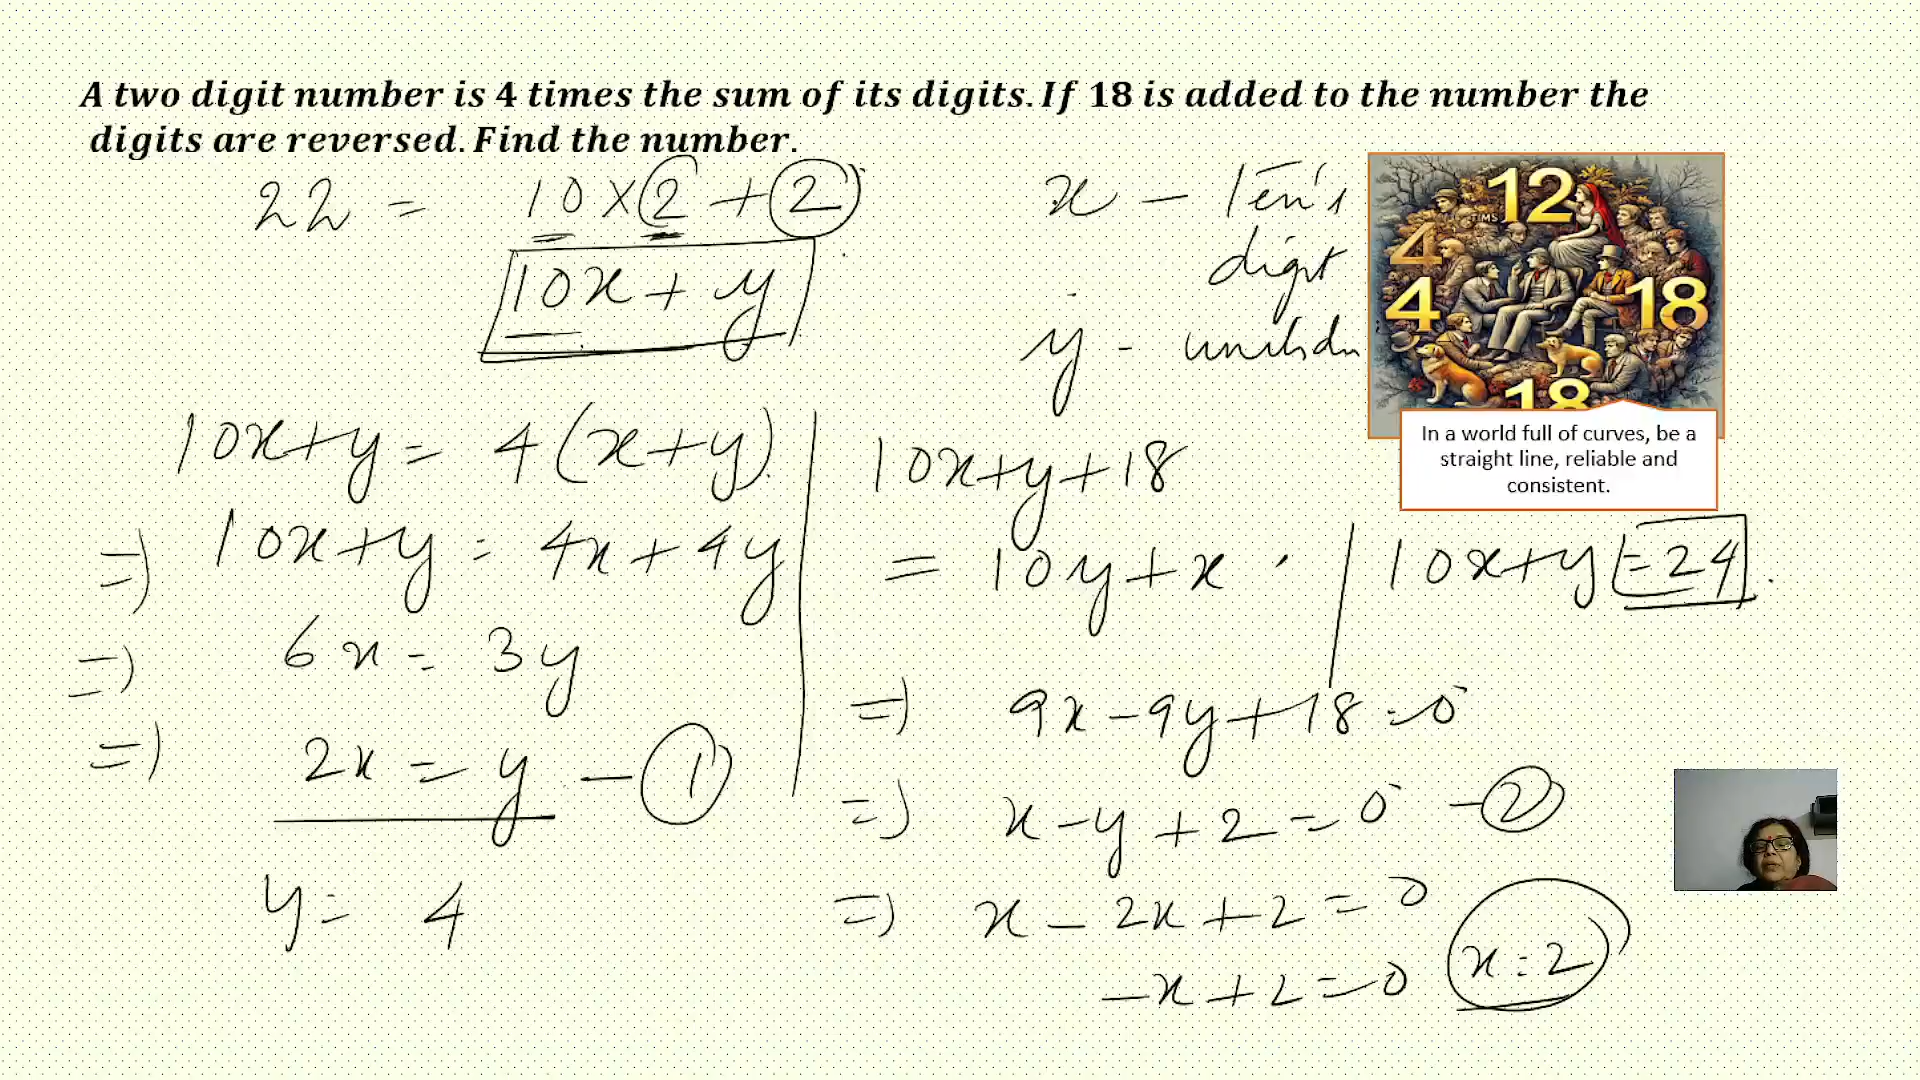 A two digit number is 4 times the sum of its digits. If 18 is added to the number the
digits are reversed. Find the number.
22 = 10×2 + 2
10x + y
x - Ten's
digit
y -
12
TIMS
4
4
18
18
In a world full of curves, be a
straight line, reliable and
consistent.
10x+y = 4(x+y)
=) 10x+y = 4x+4y
=) 6x = 3y
=) 2x = y - ①
y = 4
10x+y+18
= 10y+x
=) 9x-9y+18=0
=) x-y+2=0 -②
=) x-2x+2=0
-x+2=0
x=2
10x+y = 24.